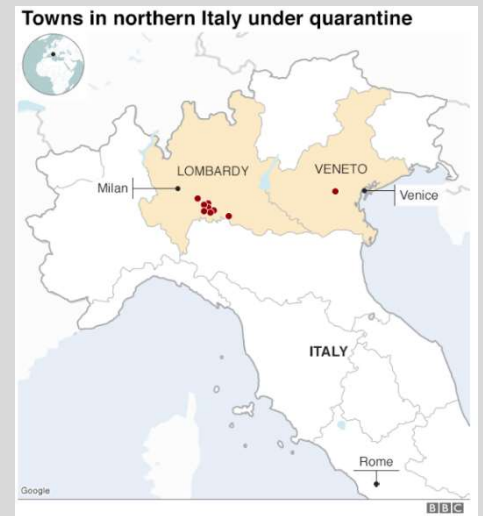 Towns in northern Italy under quarantine
LOMBARDY
VENETO
Milan
Venice
ITALY
Rome
Google
BBC